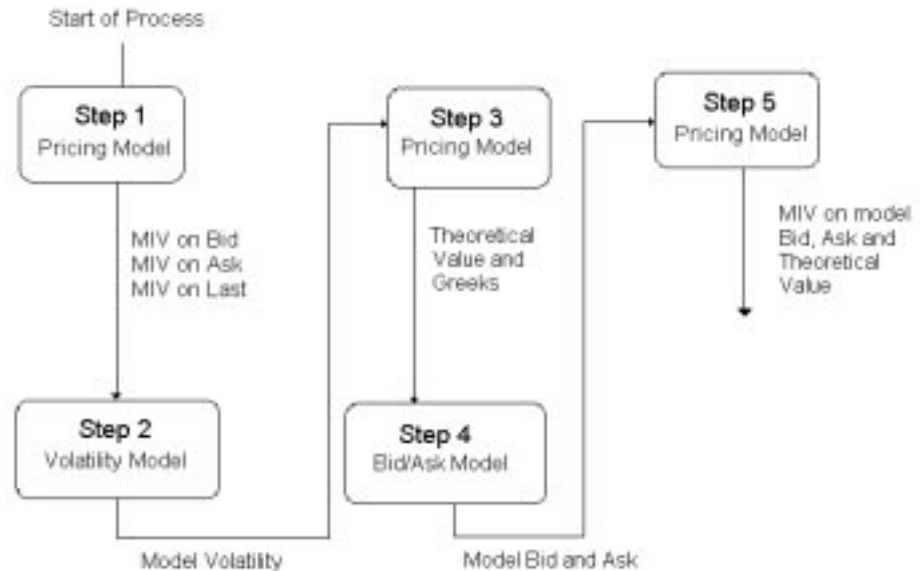 Start of Process
Step 1
Pricing Model
MIV on Bid
MIV on Ask
MIV on Last
Step 2
Volatility Model
Model Volatility
Step 3
Pricing Model
Theoretical
Value and
Greeks
Step 4
Bid/Ask Model
Model Bid and Ask
Step 5
Pricing Model
MIV on model
Bid, Ask and
Theoretical
Value